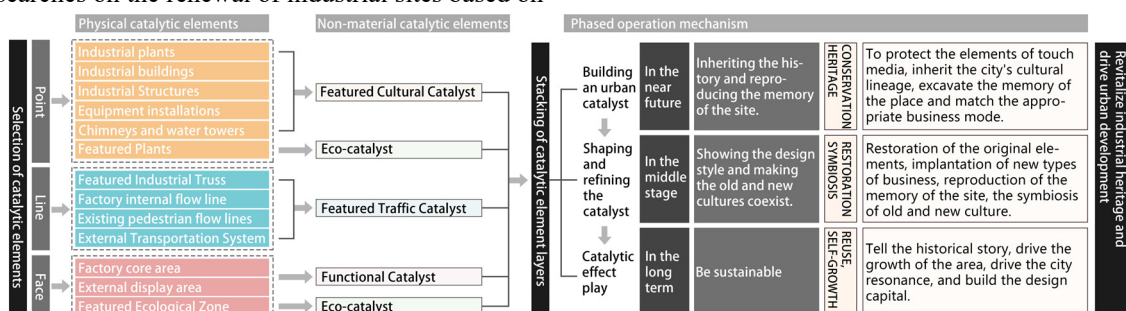 searches on the renewal of industrial sites based on
Physical catalytic elements
Non-material catalytic elements
Phased operation mechanism
Selection of catalytic elements
Point
Industrial plants
Industrial buildings
Industrial Structures
Equipment installations
Chimneys and water towers
Featured Plants
Line
Featured Industrial Truss
Factory internal flow line
Existing pedestrian flow lines
External Transportation System
Face
Factory core area
External display area
Featured Ecological Zone
Featured Cultural Catalyst
Eco-catalyst
Featured Traffic Catalyst
Functional Catalyst
Eco-catalyst
Stacking of catalytic element layers
Building
an urban
catalyst
In the
near
future
Inheriting the his-
tory and repro-
ducing the memory
of the site.
CONSERVATION
HERITAGE
To protect the elements of touch
media, inherit the city's cultural
lineage, excavate the memory of
the place and match the appro-
priate business mode.
Shaping
and
refining
the
catalyst
In the
middle
stage
Showing the design
style and making
the old and new
cultures coexist.
RESTORATION
SYMBIOSIS
Restoration of the original ele-
ments, implantation of new types
of business, reproduction of the
memory of the site, the symbiosis
of old and new culture.
Catalytic
effect
play
In the
long
term
Be sustainable
REUSE,
SELF-GROWTH
Tell the historical story, drive the
growth of the area, drive the city
resonance, and build the design
capital.
Revitalize industrial heritage and
drive urban development